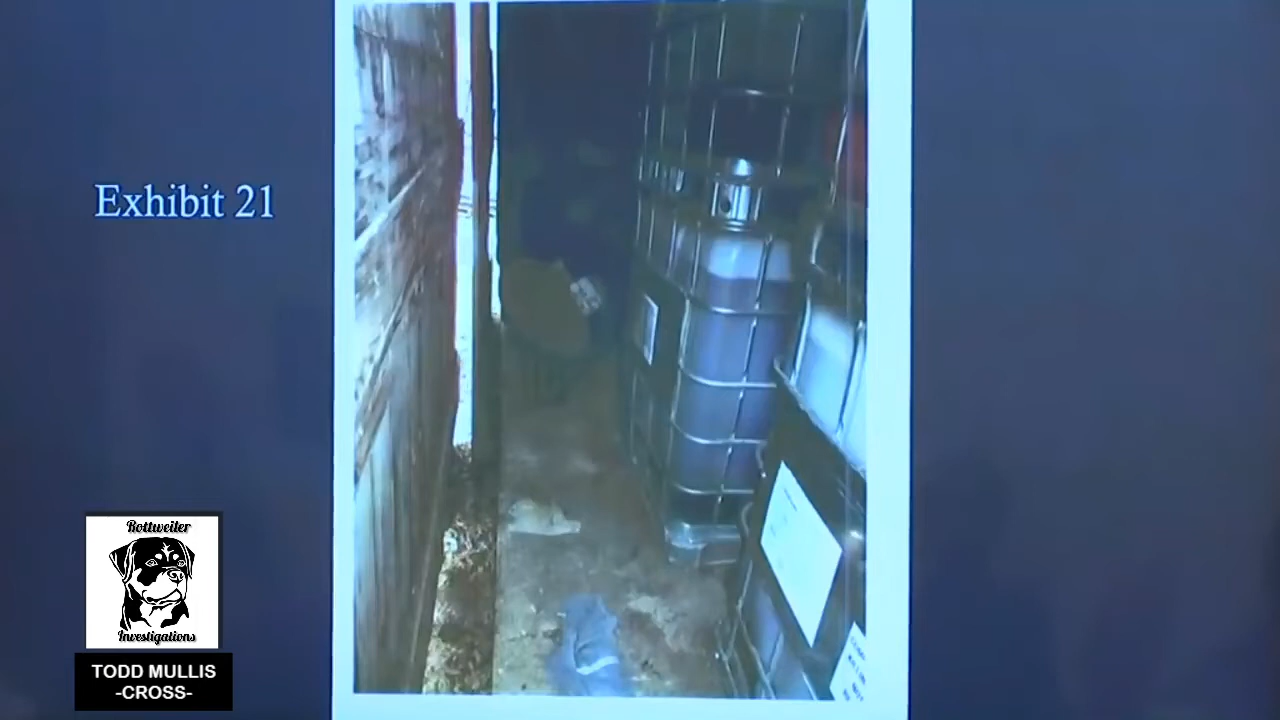 Exhibit 21
Rottweiler
Investigations
TODD MULLIS
-CROSS-